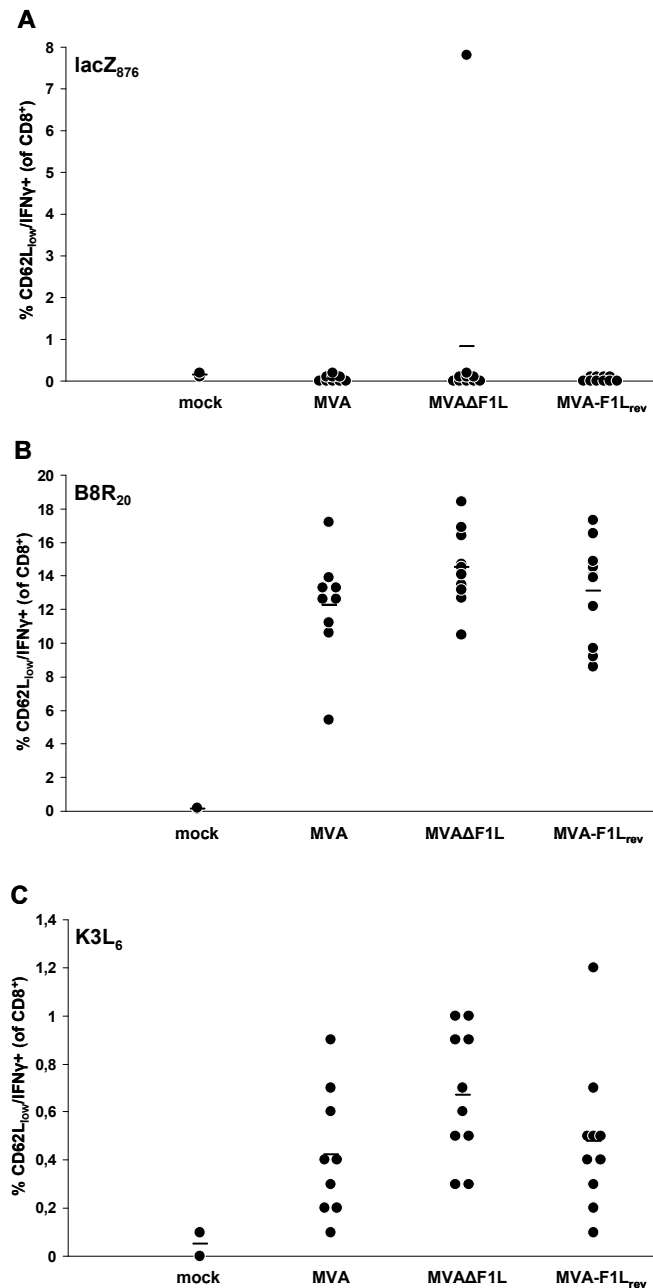 A
lacZ876
% CD62Llow/IFNγ+ (of CD8+)
8
7
6
5
4
3
2
1
0
mock MVA MVAΔF1L MVA-F1Lrev
B
B8R20
% CD62Llow/IFNγ+ (of CD8+)
20
18
16
14
12
10
8
6
4
2
0
mock MVA MVAΔF1L MVA-F1Lrev
C
K3L6
% CD62Llow/IFNγ+ (of CD8+)
1,4
1,2
1
0,8
0,6
0,4
0,2
0
mock MVA MVAΔF1L MVA-F1Lrev